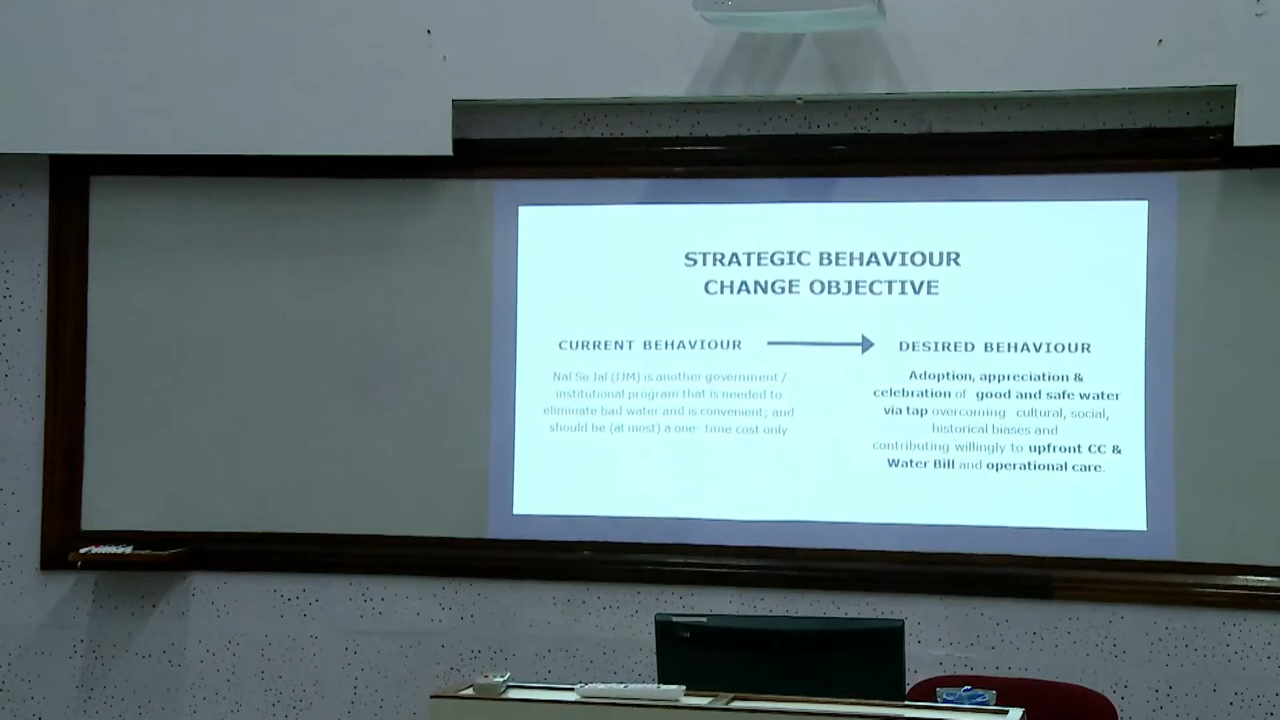 STRATEGIC BEHAVIOUR
CHANGE OBJECTIVE
CURRENT BEHAVIOUR
Nal Se Jal (JJM) is another government /
institutional program that is needed to
eliminate bad water and is convenient; and
should be (at most) a one- time cost only
DESIRED BEHAVIOUR
Adoption, appreciation &
celebration of good and safe water
via tap overcoming cultural, social,
historical biases and
contributing willingly to upfront CC &
Water Bill and operational care.